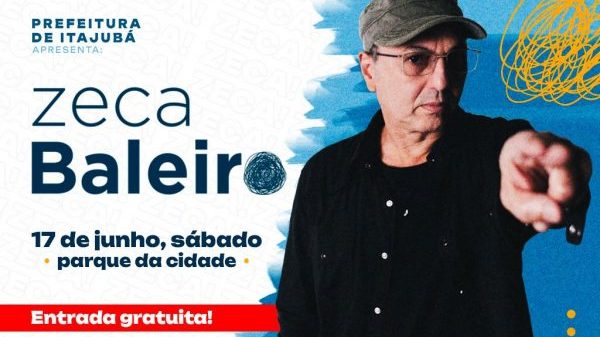 PREFEITURA
DE ITAJUBÁ
APRESENTA:
zeca
Baleiro
17 de junho, sábado
• parque da cidade •
Entrada gratuita!